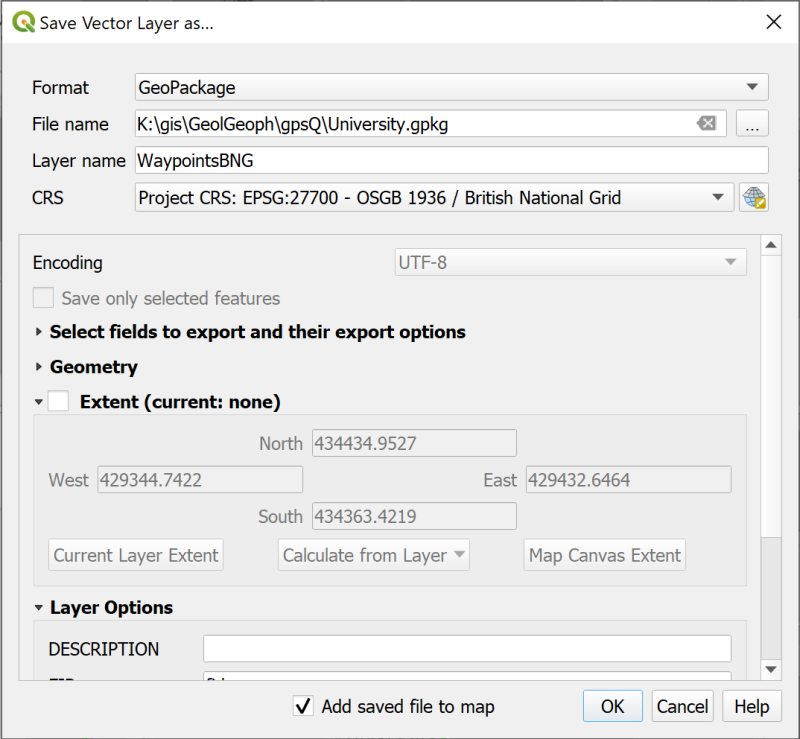 Save Vector Layer as...
Format GeoPackage
File name K:\gis\GeolGeoph\gpsQ\University.gpkg ...
Layer name WaypointsBNG
CRS Project CRS: EPSG:27700 - OSGB 1936 / British National Grid
Encoding UTF-8
Save only selected features
Select fields to export and their export options
Geometry
Extent (current: none)
North 434434.9527
West 429344.7422 East 429432.6464
South 434363.4219
Current Layer Extent Calculate from Layer Map Canvas Extent
Layer Options
DESCRIPTION
Add saved file to map OK Cancel Help